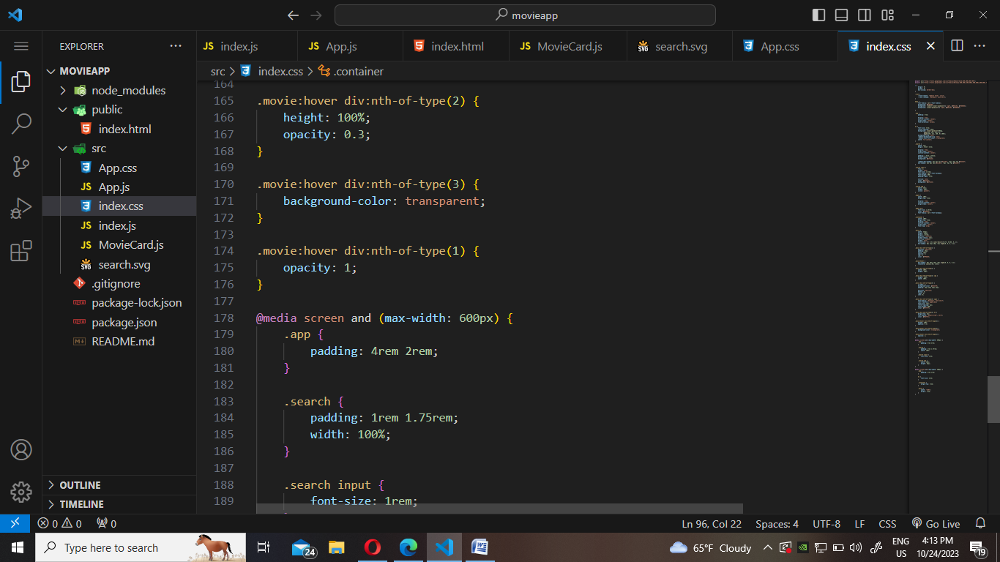 movieapp
EXPLORER
index.js
App.js
index.html
MovieCard.js
search.svg
App.css
index.css
MOVIEAPP
node_modules
public
index.html
src
App.css
App.js
index.css
index.js
MovieCard.js
search.svg
.gitignore
package-lock.json
package.json
README.md
OUTLINE
TIMELINE
src > index.css > .container
164
165 .movie:hover div:nth-of-type(2) {
166 height: 100%;
167 opacity: 0.3;
168 }
169
170 .movie:hover div:nth-of-type(3) {
171 background-color: transparent;
172 }
173
174 .movie:hover div:nth-of-type(1) {
175 opacity: 1;
176 }
177
178 @media screen and (max-width: 600px) {
179 .app {
180 padding: 4rem 2rem;
181 }
182
183 .search {
184 padding: 1rem 1.75rem;
185 width: 100%;
186 }
187
188 .search input {
189 font-size: 1rem;
0 0 0
Ln 96, Col 22 Spaces: 4 UTF-8 LF CSS Go Live
Type here to search
24
65°F Cloudy
ENG
US
4:13 PM
10/24/2023
19